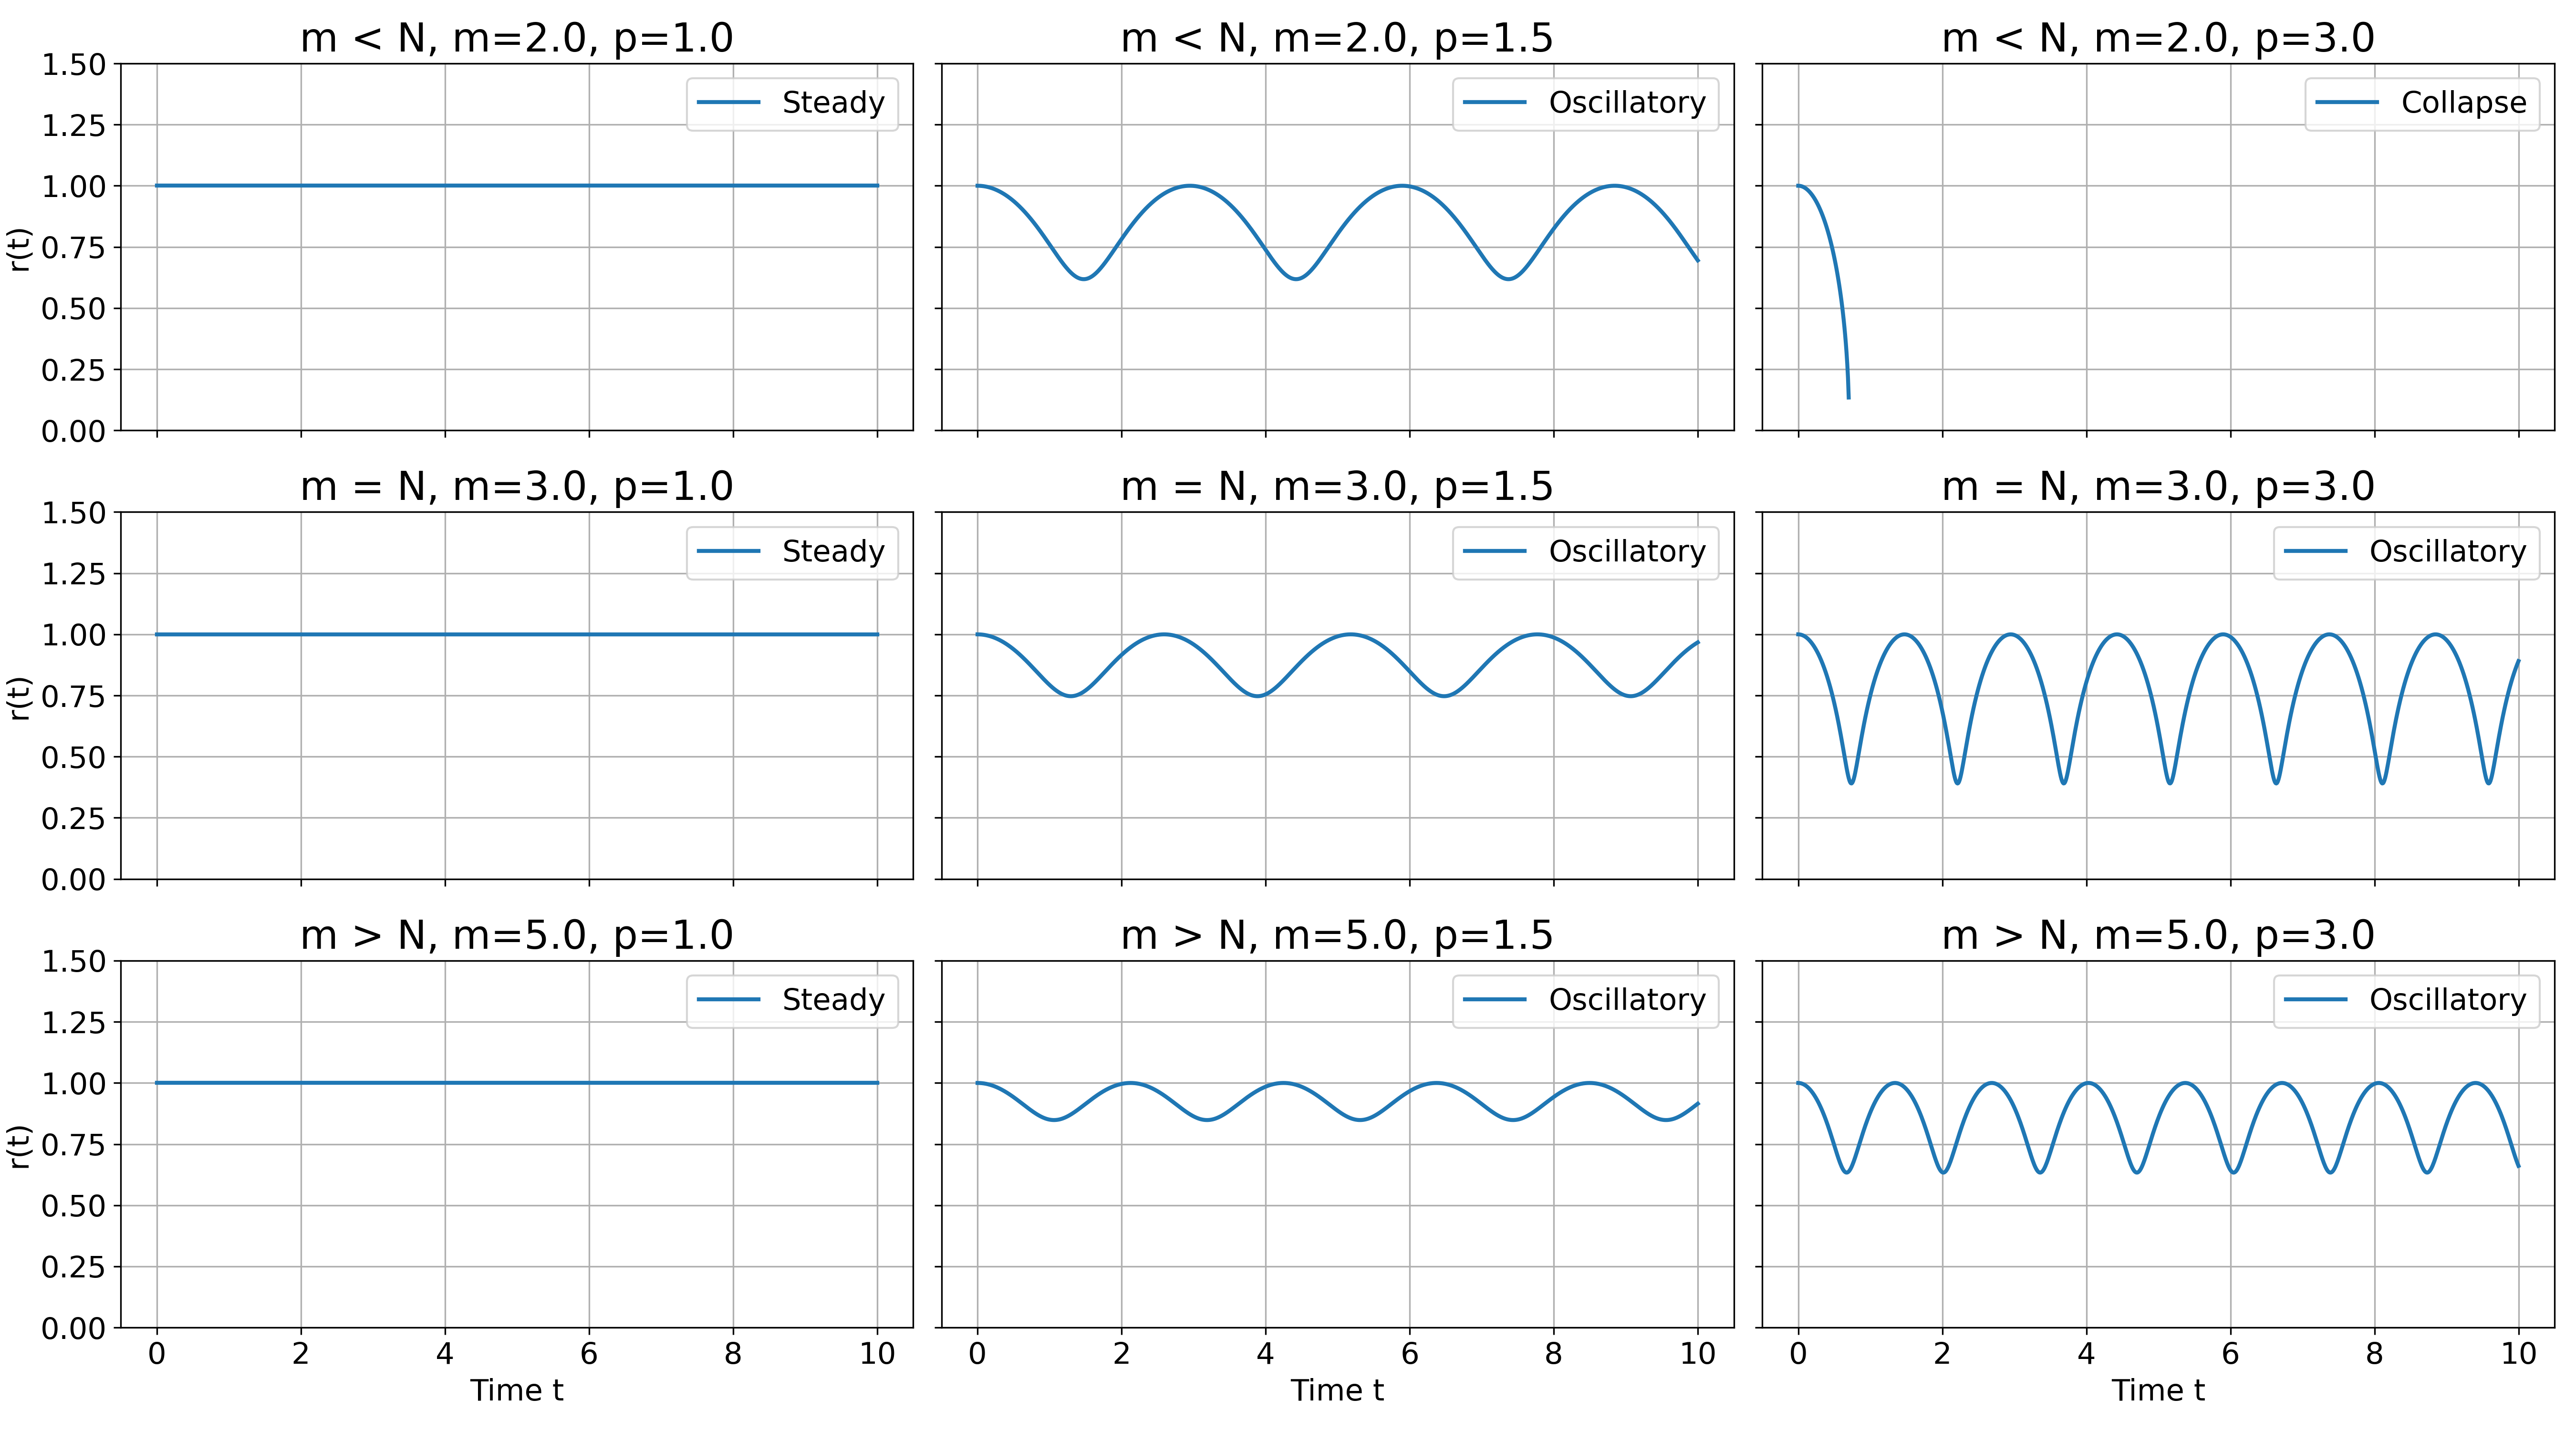 m < N, m=2.0, p=1.0
1.50
1.25
1.00
0.75
0.50
0.25
0.00
r(t)
Steady
m < N, m=2.0, p=1.5
Oscillatory
m < N, m=2.0, p=3.0
Collapse
m = N, m=3.0, p=1.0
1.50
1.25
1.00
0.75
0.50
0.25
0.00
r(t)
Steady
m = N, m=3.0, p=1.5
Oscillatory
m = N, m=3.0, p=3.0
Oscillatory
m > N, m=5.0, p=1.0
1.50
1.25
1.00
0.75
0.50
0.25
0.00
r(t)
Steady
0 2 4 6 8 10
Time t
m > N, m=5.0, p=1.5
Oscillatory
0 2 4 6 8 10
Time t
m > N, m=5.0, p=3.0
Oscillatory
0 2 4 6 8 10
Time t